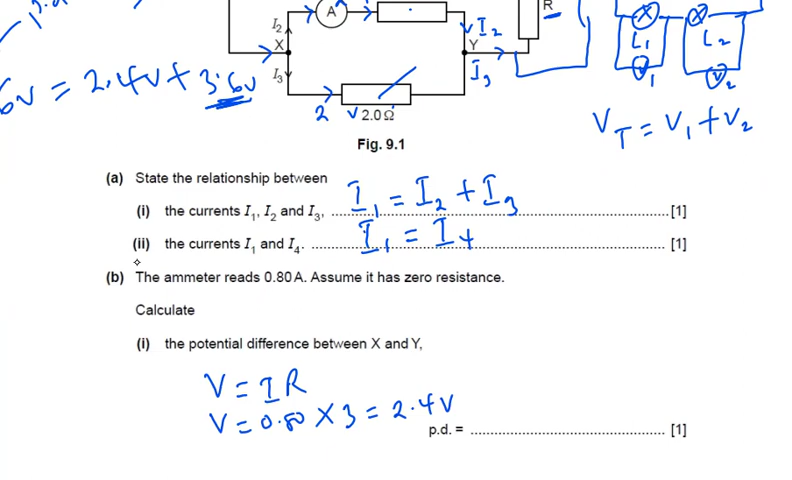 A
R
I₂
I₂
X
Y
I₃
I₃
L₁
L₂
V₁
V₂
6V = 2.4V + 3.6V
2 V 2.0 Ω
V_T = V₁ + V₂
Fig. 9.1
(a) State the relationship between
(i) the currents I₁, I₂ and I₃, I₁ = I₂ + I₃ [1]
(ii) the currents I₁ and I₄. I₁ = I₄ [1]
(b) The ammeter reads 0.80 A. Assume it has zero resistance.
Calculate
(i) the potential difference between X and Y,
V = IR
V = 0.80 × 3 = 2.4V
p.d. = [1]